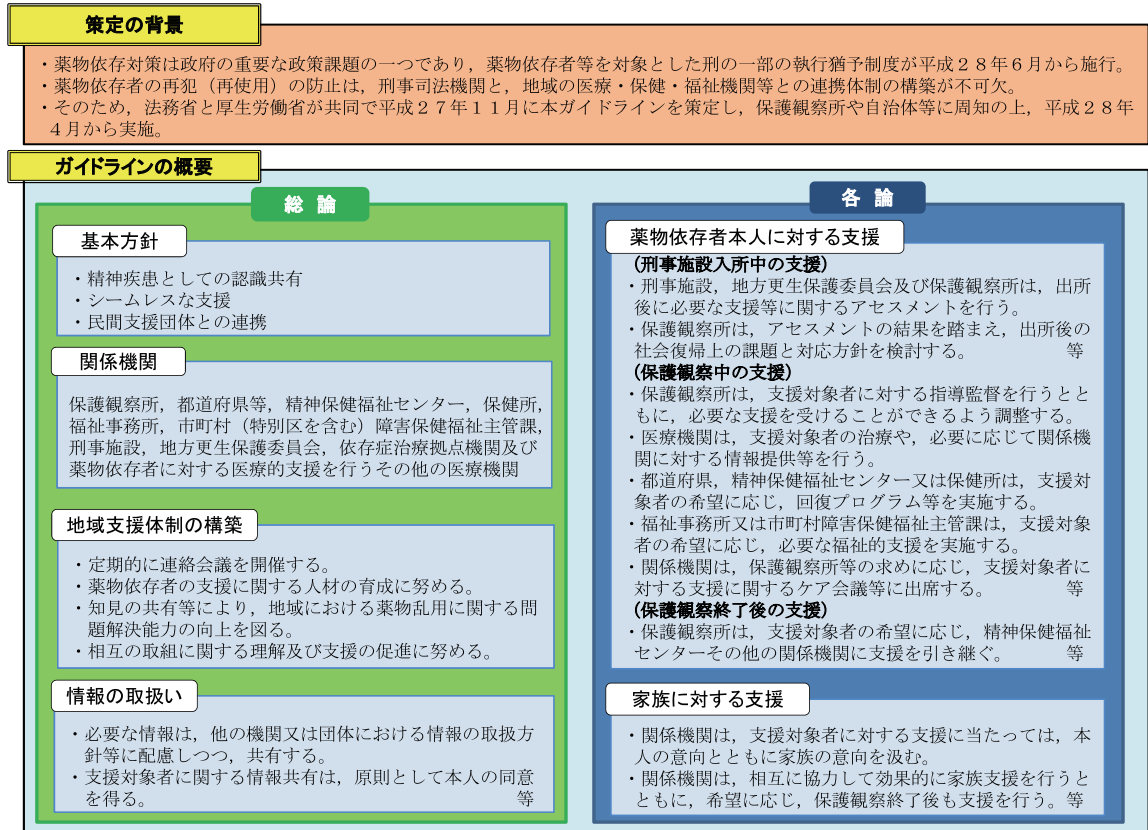 策定の背景
・薬物依存対策は政府の重要な政策課題の一つであり，薬物依存者等を対象とした刑の一部の執行猶予制度が平成２８年６月から施行。
・薬物依存者の再犯（再使用）の防止は，刑事司法機関と，地域の医療・保健・福祉機関等との連携体制の構築が不可欠。
・そのため，法務省と厚生労働省が共同で平成２７年１１月に本ガイドラインを策定し，保護観察所や自治体等に周知の上，平成２８年
４月から実施。
ガイドラインの概要
総 論
基本方針
・精神疾患としての認識共有
・シームレスな支援
・民間支援団体との連携
関係機関
保護観察所，都道府県等，精神保健福祉センター，保健所，
福祉事務所，市町村（特別区を含む）障害保健福祉主管課，
刑事施設，地方更生保護委員会，依存症治療拠点機関及び
薬物依存者に対する医療的支援を行うその他の医療機関
地域支援体制の構築
・定期的に連絡会議を開催する。
・薬物依存者の支援に関する人材の育成に努める。
・知見の共有等により，地域における薬物乱用に関する問
題解決能力の向上を図る。
・相互の取組に関する理解及び支援の促進に努める。
情報の取扱い
・必要な情報は，他の機関又は団体における情報の取扱方
針等に配慮しつつ，共有する。
・支援対象者に関する情報共有は，原則として本人の同意
を得る。 等
各 論
薬物依存者本人に対する支援
(刑事施設入所中の支援)
・刑事施設，地方更生保護委員会及び保護観察所は，出所
後に必要な支援等に関するアセスメントを行う。
・保護観察所は，アセスメントの結果を踏まえ，出所後の
社会復帰上の課題と対応方針を検討する。 等
(保護観察中の支援)
・保護観察所は，支援対象者に対する指導監督を行うとと
もに，必要な支援を受けることができるよう調整する。
・医療機関は，支援対象者の治療や，必要に応じて関係機
関に対する情報提供等を行う。
・都道府県，精神保健福祉センター又は保健所は，支援対
象者の希望に応じ，回復プログラム等を実施する。
・福祉事務所又は市町村障害保健福祉主管課は，支援対象
者の希望に応じ，必要な福祉的支援を実施する。
・関係機関は，保護観察所等の求めに応じ，支援対象者に
対する支援に関するケア会議等に出席する。 等
(保護観察終了後の支援)
・保護観察所は，支援対象者の希望に応じ，精神保健福祉
センターその他の関係機関に支援を引き継ぐ。 等
家族に対する支援
・関係機関は，支援対象者に対する支援に当たっては，本
人の意向とともに家族の意向を汲む。
・関係機関は，相互に協力して効果的に家族支援を行うと
ともに，希望に応じ，保護観察終了後も支援を行う。等